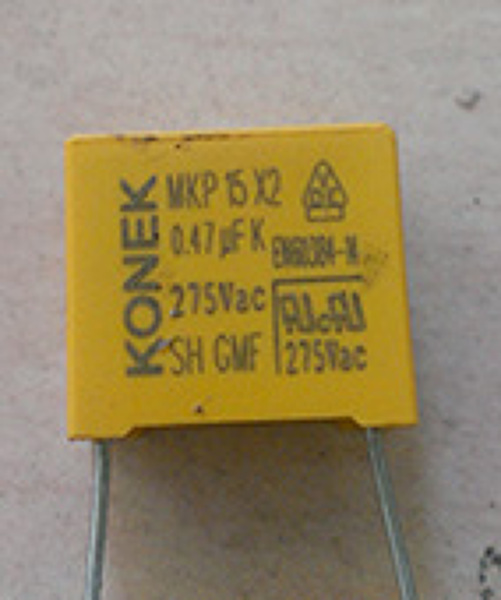 KONEK
MKP 15 X2
0.47 µF K
275Vac
SH GMF
EN60384-14
275Vac